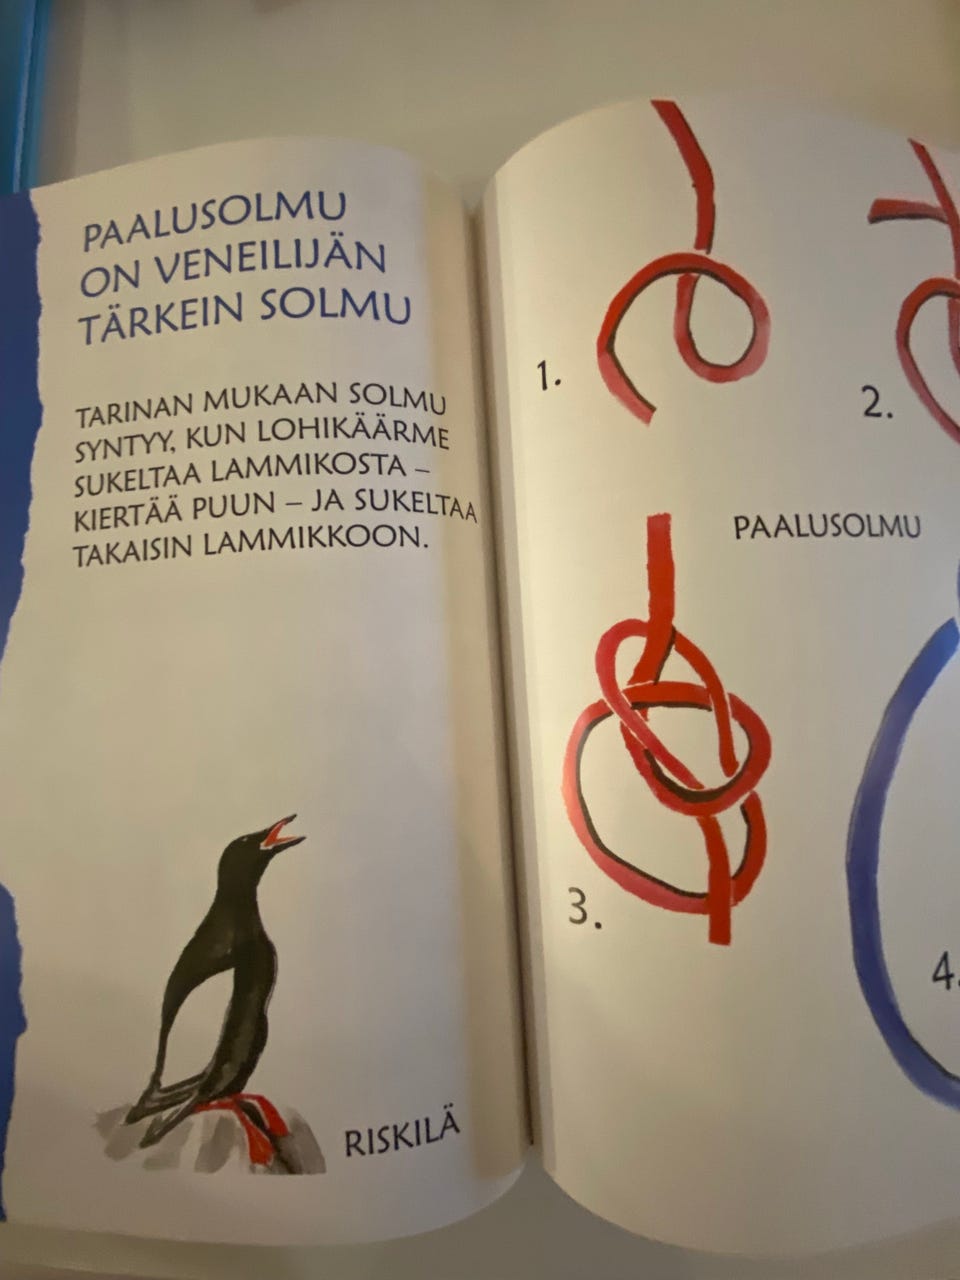 PAALUSOLMU
ON VENEILIJÄN
TÄRKEIN SOLMU
TARINAN MUKAAN SOLMU
SYNTYY, KUN LOHIKÄÄRME
SUKELTAA LAMMIKOSTA –
KIERTÄÄ PUUN – JA SUKELTAA
TAKAISIN LAMMIKKOON.
RISKILÄ
1.
2.
PAALUSOLMU
3.
4.